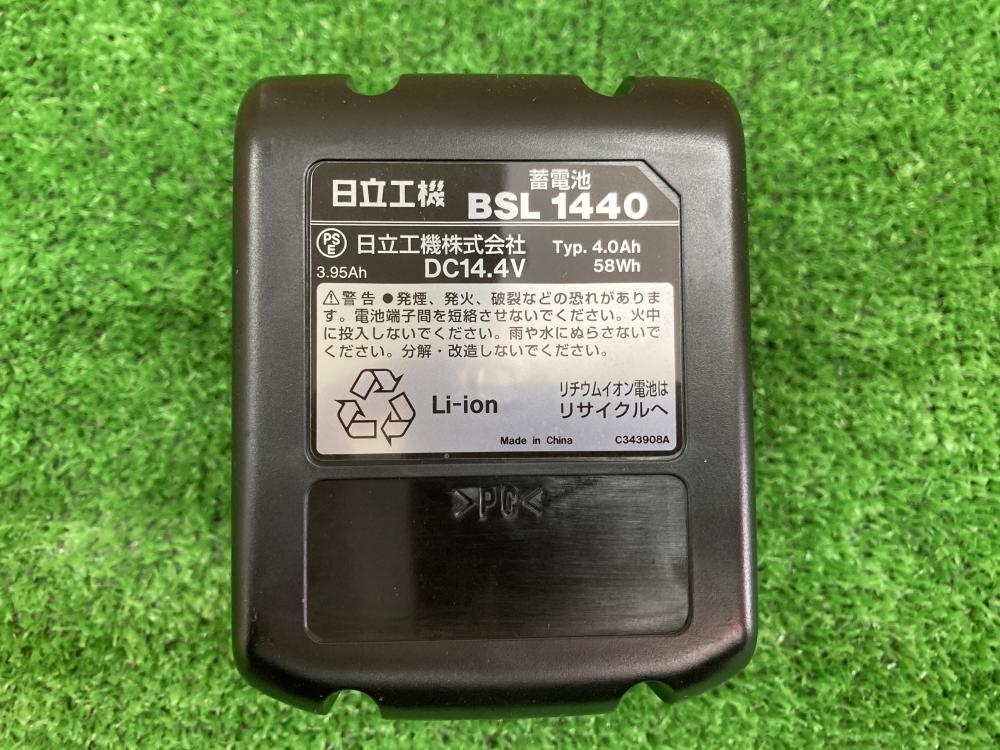 日立工機
蓄電池
BSL 1440
PSE 日立工機株式会社 Typ. 4.0Ah
3.95Ah DC14.4V 58Wh
⚠警告 ●発煙、発火、破裂などの恐れがありま
す。電池端子間を短絡させないでください。火中
に投入しないでください。雨や水にぬらさないで
ください。分解・改造しないでください。
リチウムイオン電池は
Li-ion リサイクルへ
Made in China C343908A
>PC<